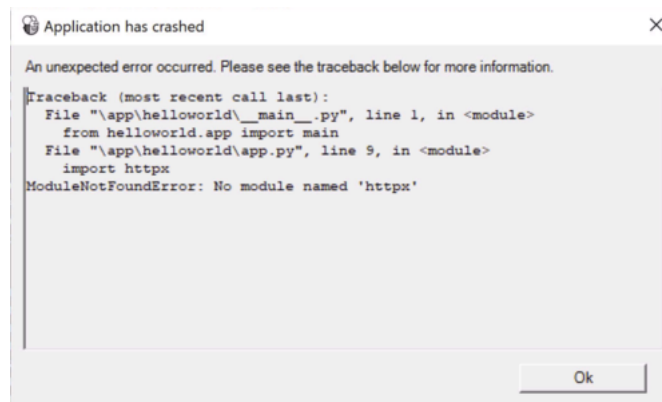 Application has crashed
An unexpected error occurred. Please see the traceback below for more information.
Traceback (most recent call last):
  File "\app\helloworld\__main__.py", line 1, in <module>
    from helloworld.app import main
  File "\app\helloworld\app.py", line 9, in <module>
    import httpx
ModuleNotFoundError: No module named 'httpx'
Ok